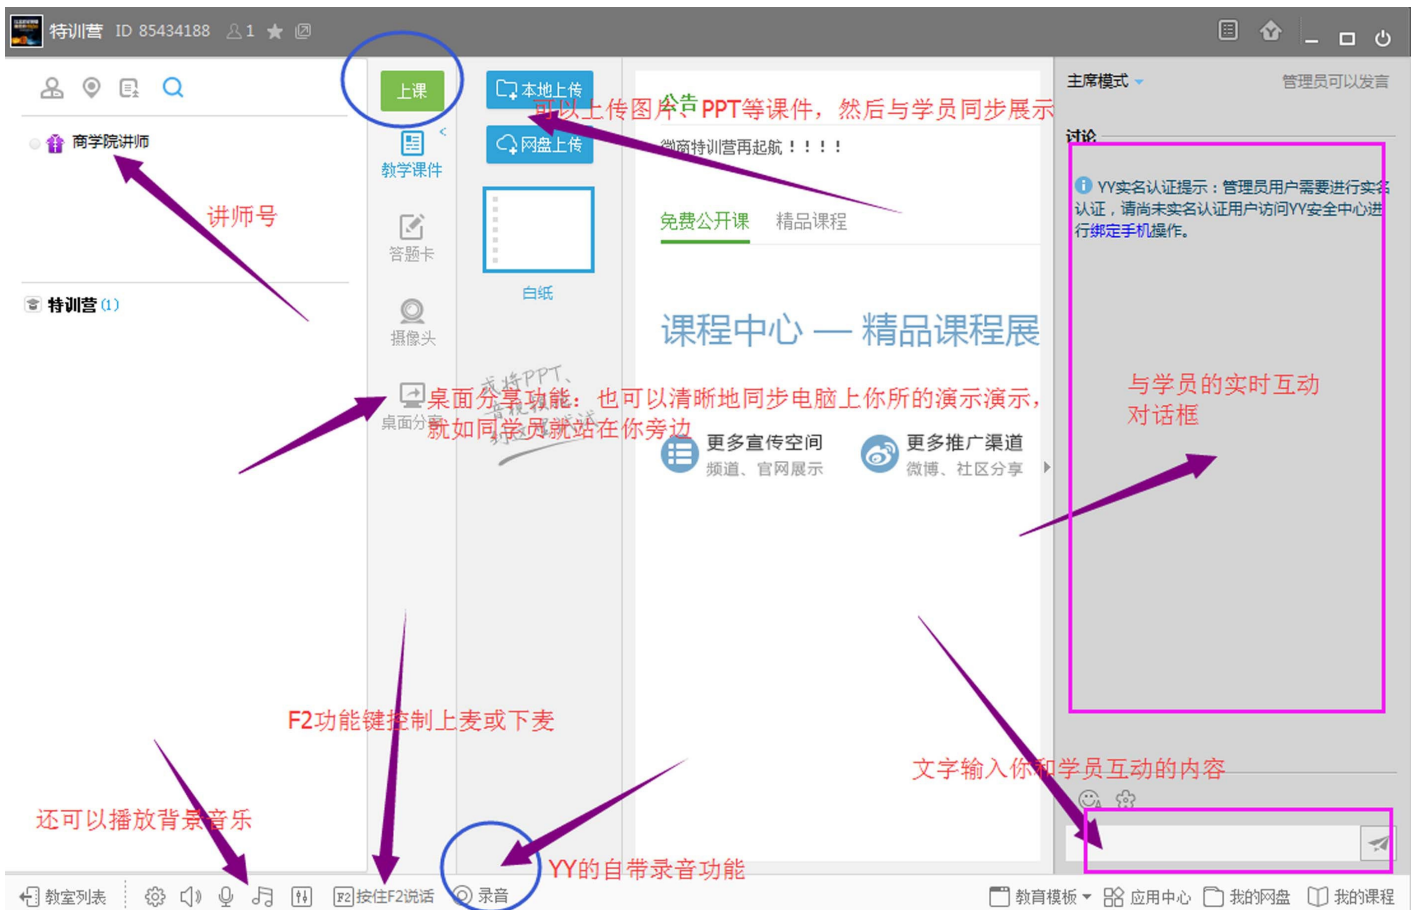 特训营 ID 85434188 1
主席模式 管理员可以发言
上课
本地上传
可以上传图片、PPT等课件，然后与学员同步展示
公告
讨论
商学院讲师
教学课件
网盘上传
微商特训营再起航！！！！
YY实名认证提示：管理员用户需要进行实名
认证，请尚未实名认证用户访问YY安全中心进
行绑定手机操作。
讲师号
免费公开课 精品课程
答题卡
白纸
特训营(1)
课程中心 — 精品课程展
摄像头
或将PPT、
桌面分享功能：也可以清晰地同步电脑上你所的演示演示，
就如同学员就站在你旁边
桌面分享
与学员的实时互动
对话框
更多宣传空间
频道、官网展示
更多推广渠道
微博、社区分享
F2功能键控制上麦或下麦
文字输入你和学员互动的内容
还可以播放背景音乐
YY的自带录音功能
教室列表
F2 按住F2说话
录音
教育模板 应用中心 我的网盘 我的课程